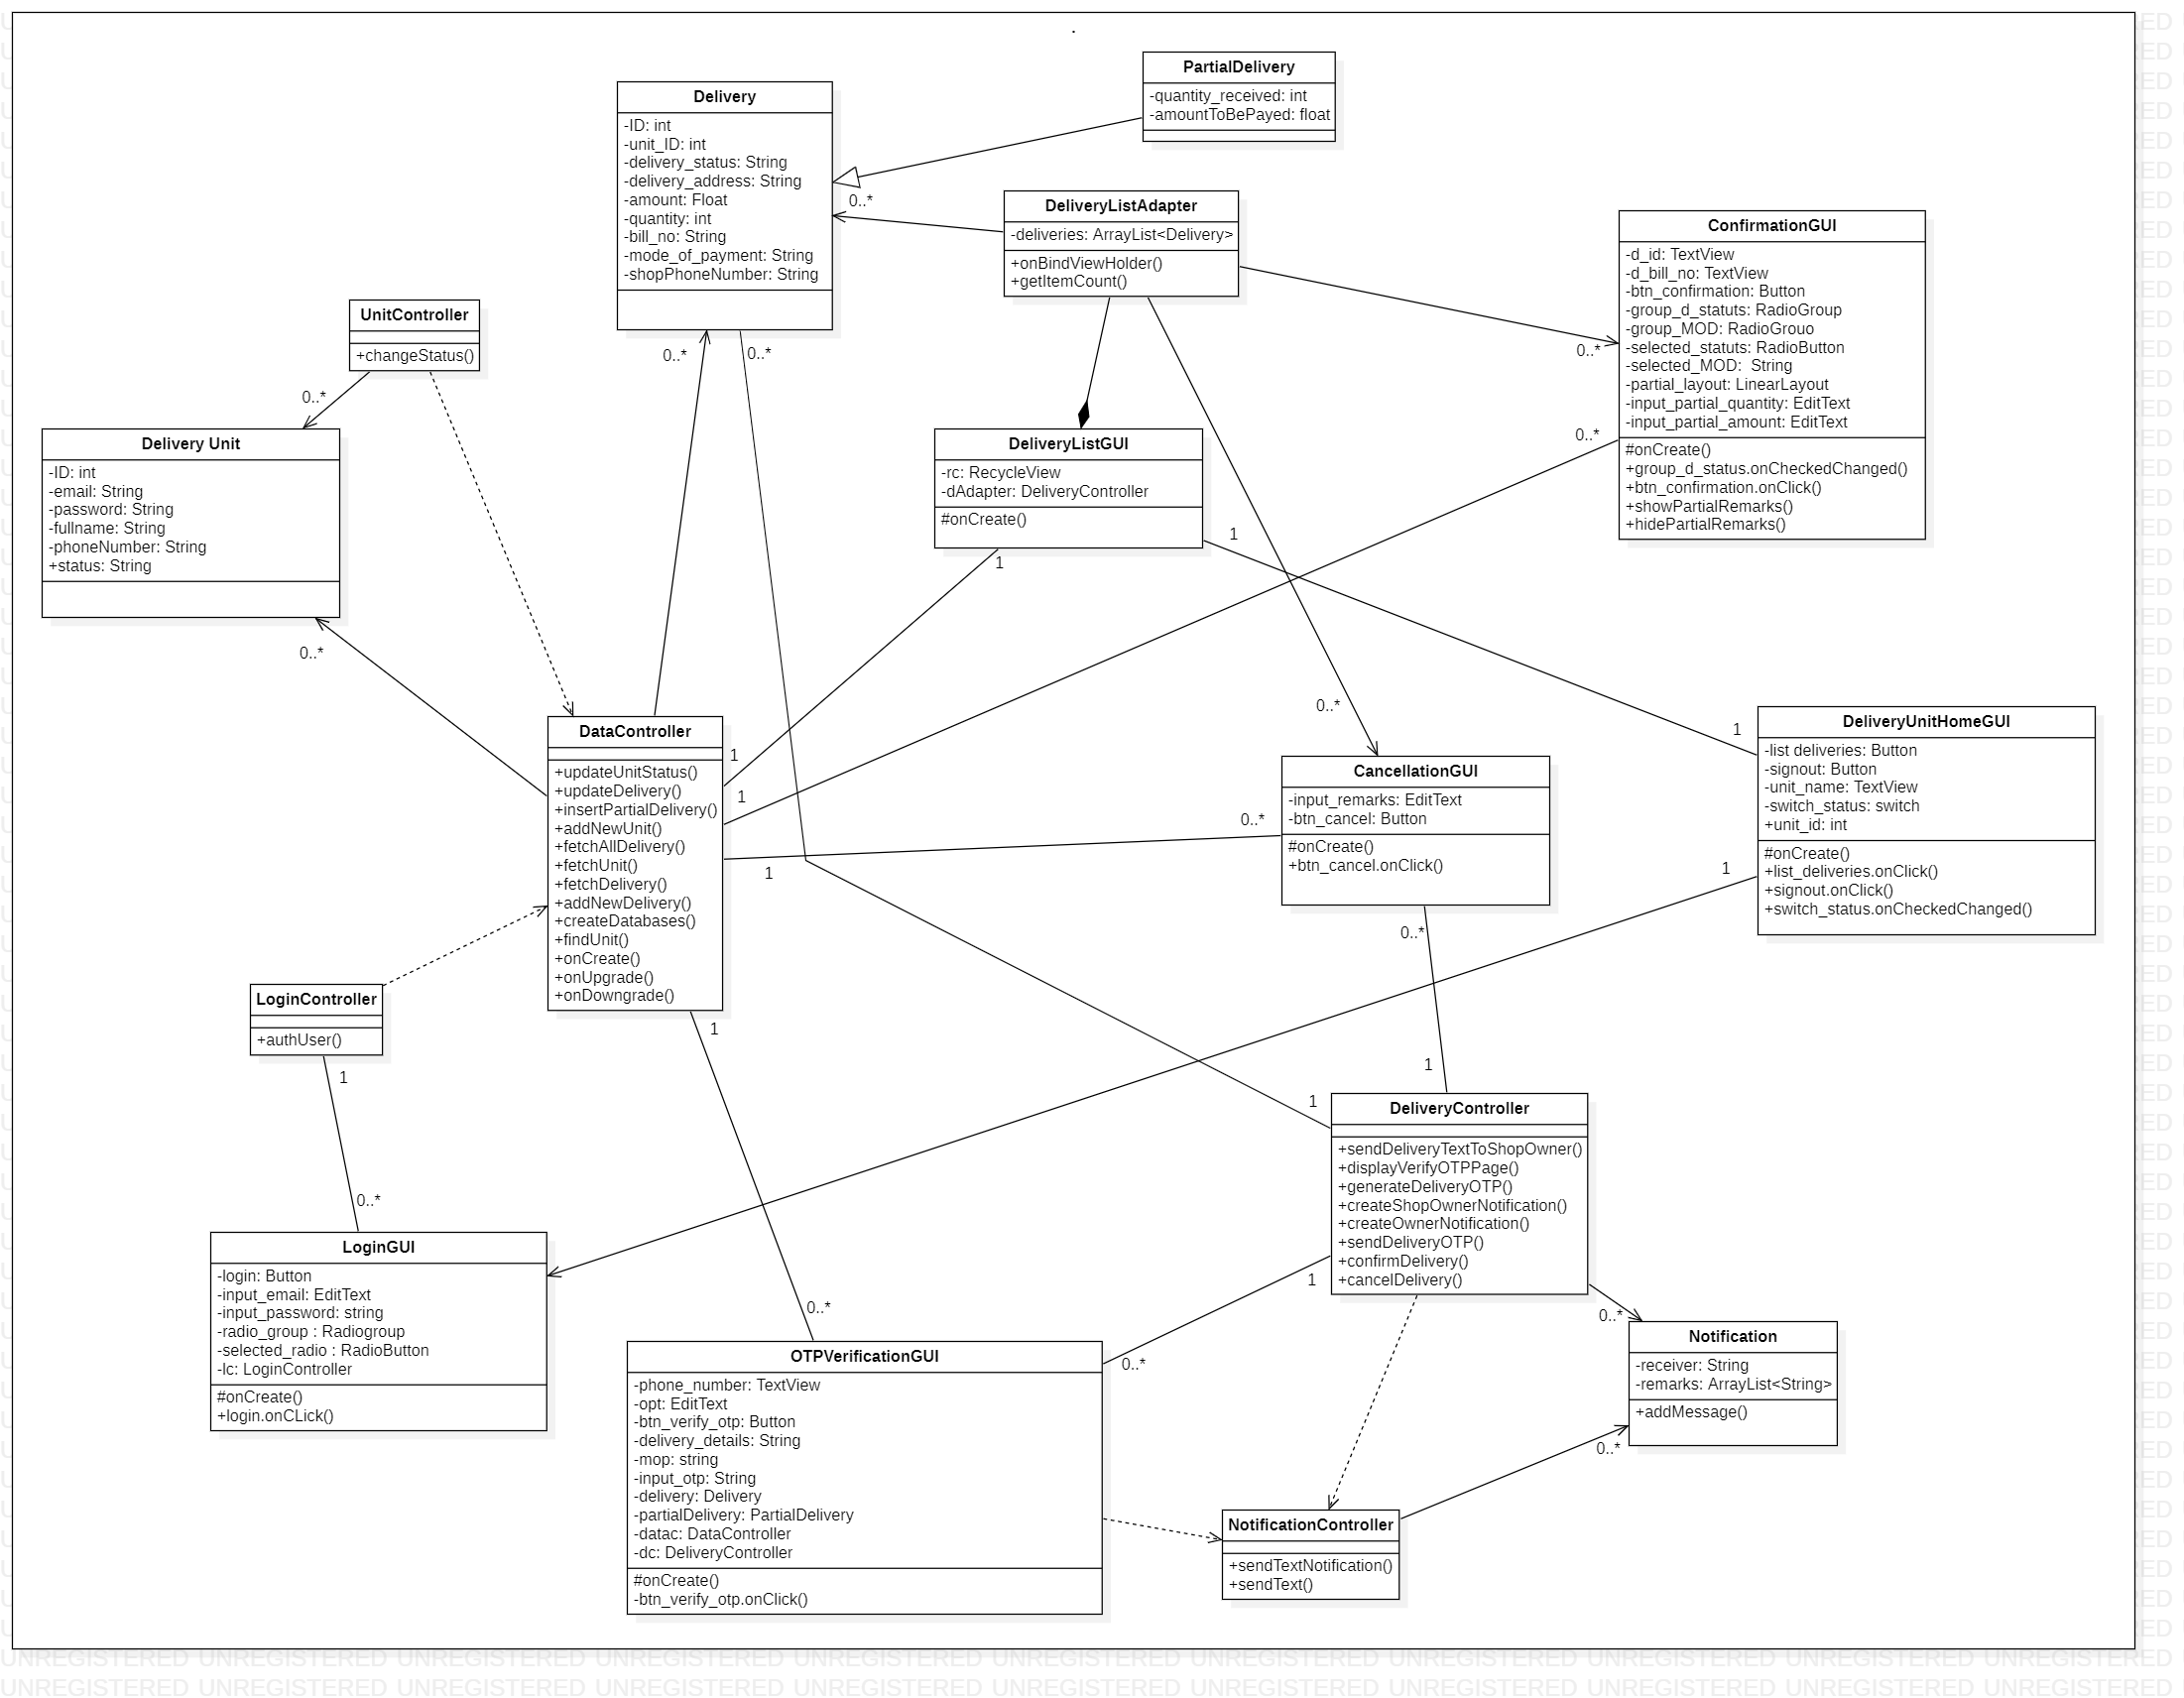 PartialDelivery
-quantity_received: int
-amountToBePayed: float
Delivery
-ID: int
-unit_ID: int
-delivery_status: String
-delivery_address: String
-amount: Float
-quantity: int
-bill_no: String
-mode_of_payment: String
-shopPhoneNumber: String
0..*
DeliveryListAdapter
-deliveries: ArrayList<Delivery>
+onBindViewHolder()
+getItemCount()
ConfirmationGUI
-d_id: TextView
-d_bill_no: TextView
-btn_confirmation: Button
-group_d_statuts: RadioGroup
-group_MOD: RadioGrouo
-selected_statuts: RadioButton
-selected_MOD:  String
-partial_layout: LinearLayout
-input_partial_quantity: EditText
-input_partial_amount: EditText
#onCreate()
+group_d_status.onCheckedChanged()
+btn_confirmation.onClick()
+showPartialRemarks()
+hidePartialRemarks()
0..*
0..*
UnitController
+changeStatus()
0..*
0..*
0..*
Delivery Unit
-ID: int
-email: String
-password: String
-fullname: String
-phoneNumber: String
+status: String
0..*
DeliveryListGUI
-rc: RecycleView
-dAdapter: DeliveryController
#onCreate()
1
1
0..*
1
DataController
+updateUnitStatus()
+updateDelivery()
+insertPartialDelivery()
+addNewUnit()
+fetchAllDelivery()
+fetchUnit()
+fetchDelivery()
+addNewDelivery()
+createDatabases()
+findUnit()
+onCreate()
+onUpgrade()
+onDowngrade()
1
1
1
1
0..*
CancellationGUI
-input_remarks: EditText
-btn_cancel: Button
#onCreate()
+btn_cancel.onClick()
0..*
DeliveryUnitHomeGUI
-list deliveries: Button
-signout: Button
-unit_name: TextView
-switch_status: switch
+unit_id: int
#onCreate()
+list_deliveries.onClick()
+signout.onClick()
+switch_status.onCheckedChanged()
1
LoginController
+authUser()
1
0..*
LoginGUI
-login: Button
-input_email: EditText
-input_password: string
-radio_group : Radiogroup
-selected_radio : RadioButton
-lc: LoginController
#onCreate()
+login.onCLick()
1
1
DeliveryController
+sendDeliveryTextToShopOwner()
+displayVerifyOTPPage()
+generateDeliveryOTP()
+createShopOwnerNotification()
+createOwnerNotification()
+sendDeliveryOTP()
+confirmDelivery()
+cancelDelivery()
1
0..*
0..*
0..*
OTPVerificationGUI
-phone_number: TextView
-opt: EditText
-btn_verify_otp: Button
-delivery_details: String
-mop: string
-input_otp: String
-delivery: Delivery
-partialDelivery: PartialDelivery
-datac: DataController
-dc: DeliveryController
#onCreate()
-btn_verify_otp.onClick()
Notification
-receiver: String
-remarks: ArrayList<String>
+addMessage()
0..*
NotificationController
+sendTextNotification()
+sendText()
UNREGISTERED UNREGISTERED UNREGISTERED UNREGISTERED UNREGISTERED UNREGISTERED UNREGISTERED UNREGISTERED UNREGISTERED UNREGISTERED UNREGISTERED
UNREGISTERED UNREGISTERED UNREGISTERED UNREGISTERED UNREGISTERED UNREGISTERED UNREGISTERED UNREGISTERED UNREGISTERED UNREGISTERED UNREGISTERED